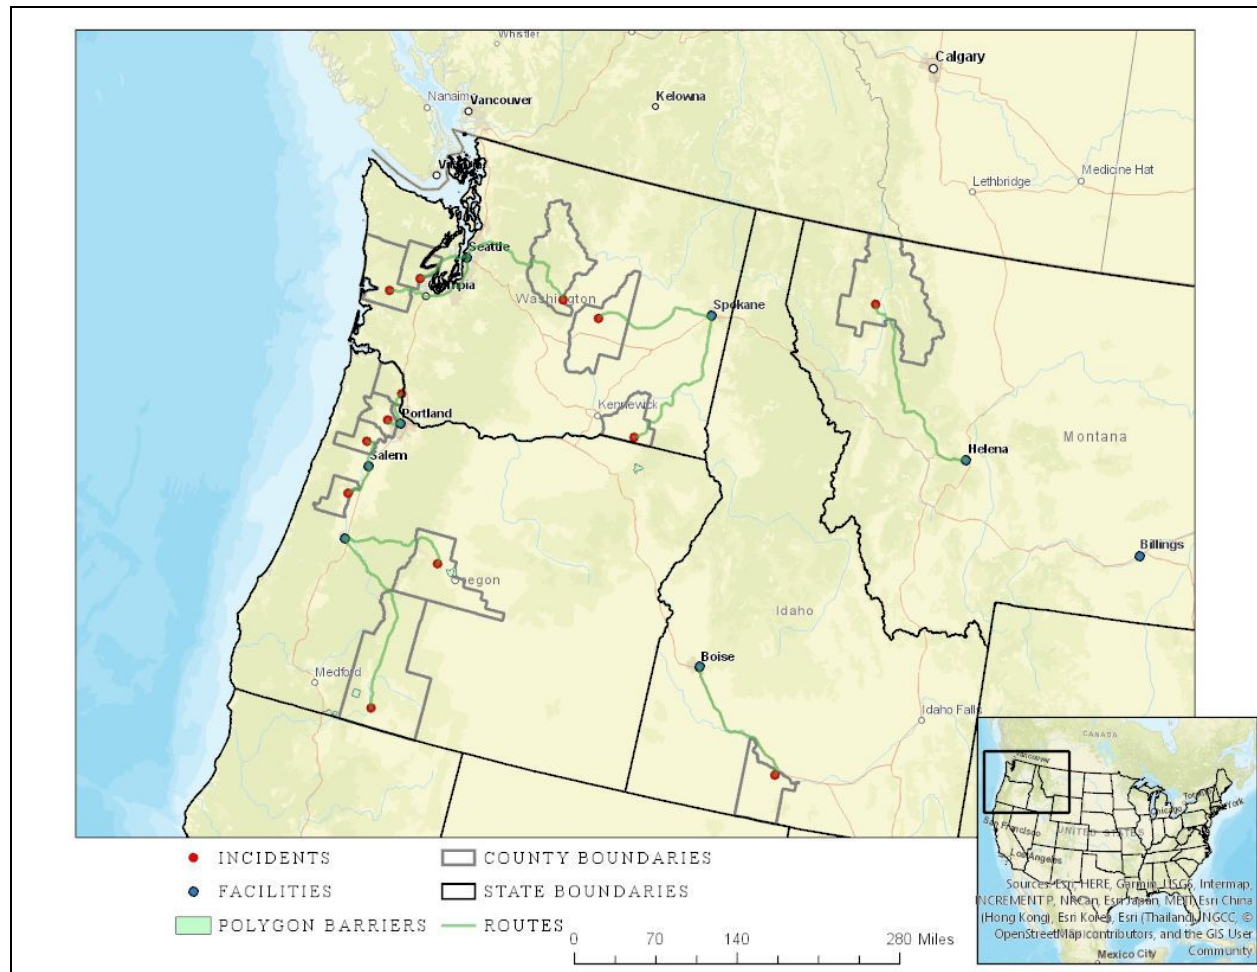 Whistler
Calgary
Nanaim
Vancouver
Kelowna
Medicine Hat
Lethbridge
Seattle
Washington
Spokane
Kennewick
Portland
Montana
Salem
Helena
Billings
Oregon
Idaho
Boise
Medford
Idaho Falls
CANADA
Vancouver
Chicago
York
San Francisco
UNITED STATES
Los Angeles
Mexico City
INCIDENTS
COUNTY BOUNDARIES
FACILITIES
STATE BOUNDARIES
POLYGON BARRIERS
ROUTES
0 70 140 280 Miles
Sources: Esri, HERE, Garmin, USGS, Intermap,
INCREMENT P, NRCan, Esri Japan, METI, Esri China
(Hong Kong), Esri Korea, Esri (Thailand), NGCC, ©
OpenStreetMap contributors, and the GIS User
Community